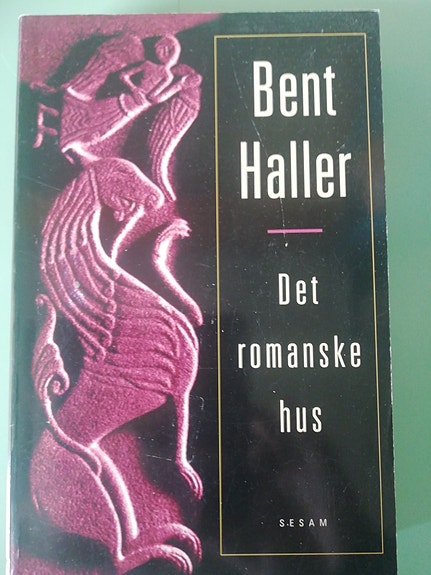 Bent
Haller
Det
romanske
hus
SESAM